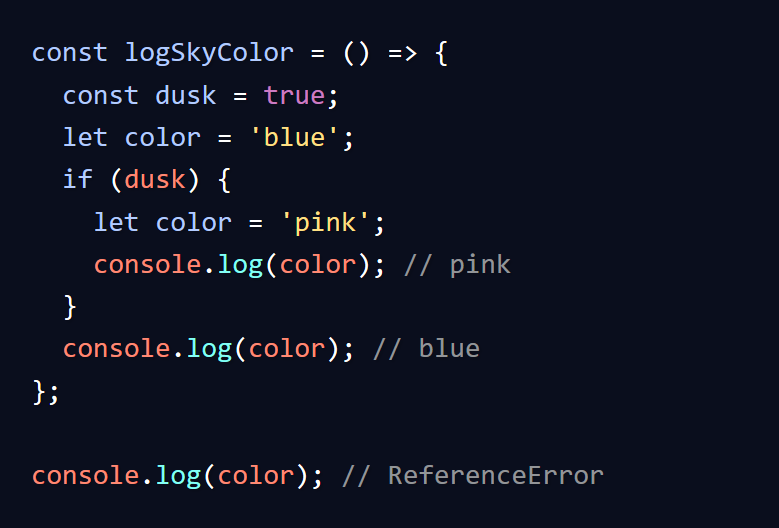 const logSkyColor = () => {
  const dusk = true;
  let color = 'blue';
  if (dusk) {
    let color = 'pink';
    console.log(color); // pink
  }
  console.log(color); // blue
};

console.log(color); // ReferenceError